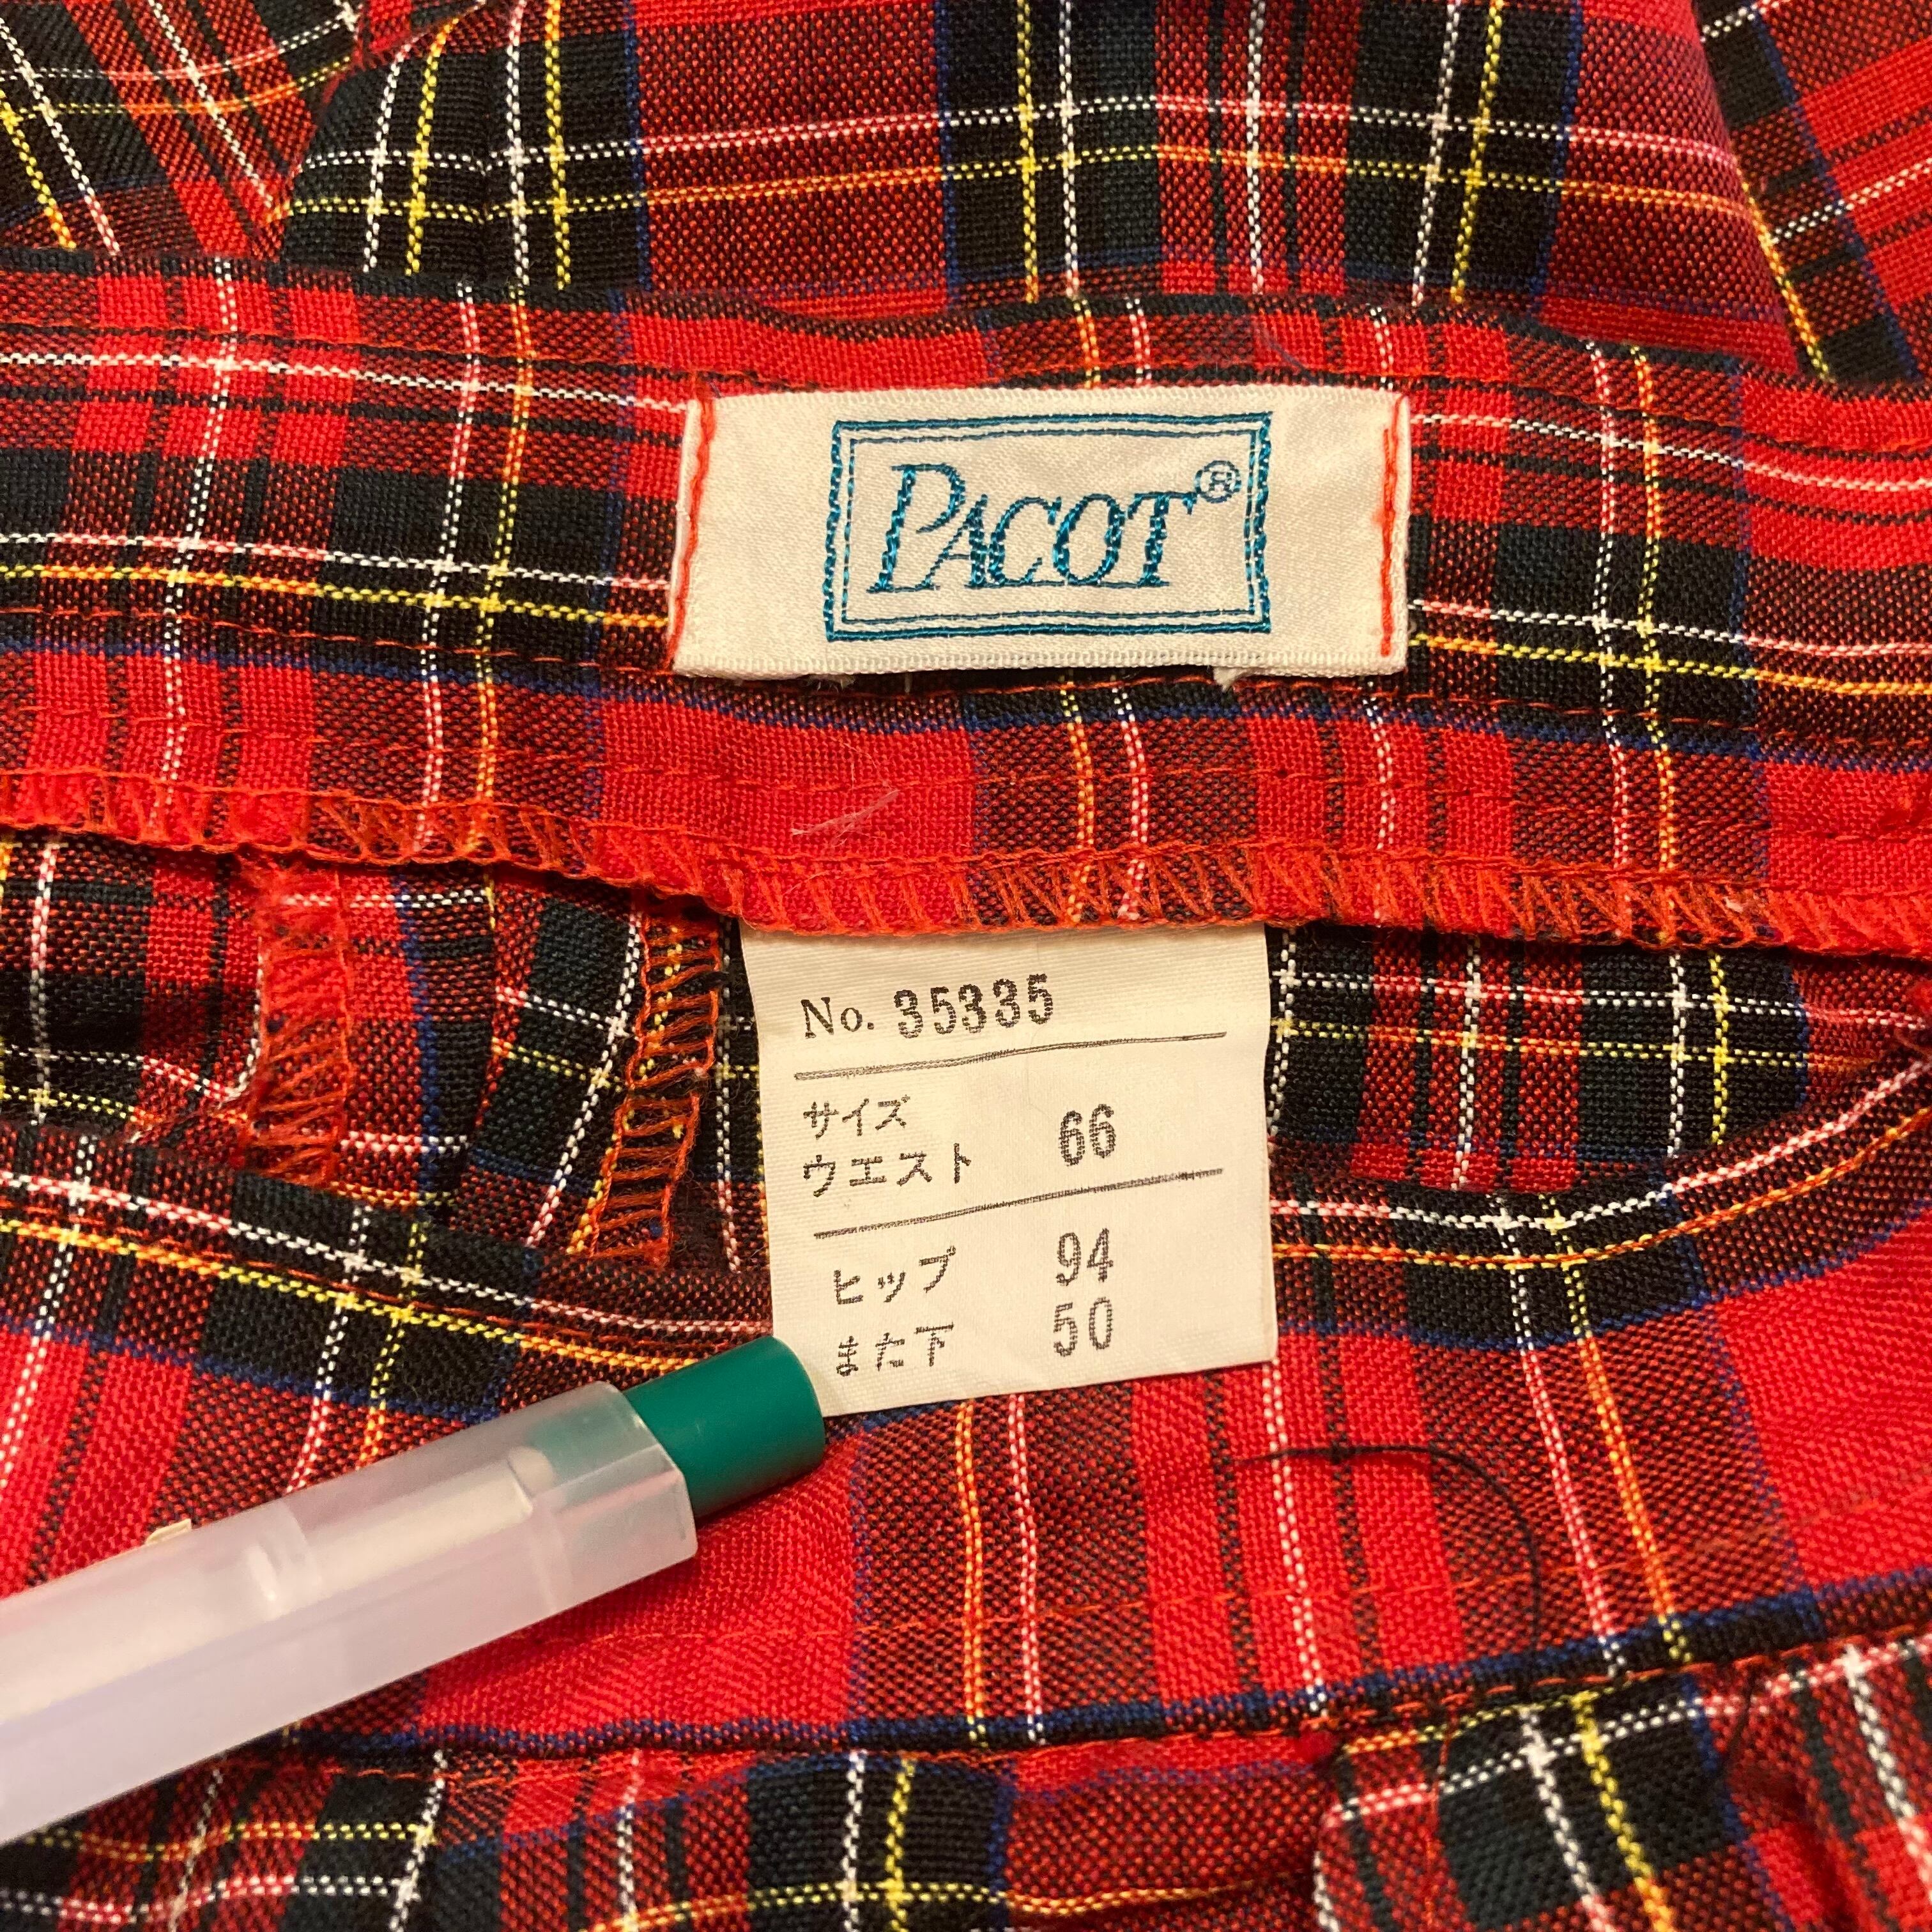 PACOT®
No. 35335
サイズ
ウエスト 66
ヒップ 94
また下 50